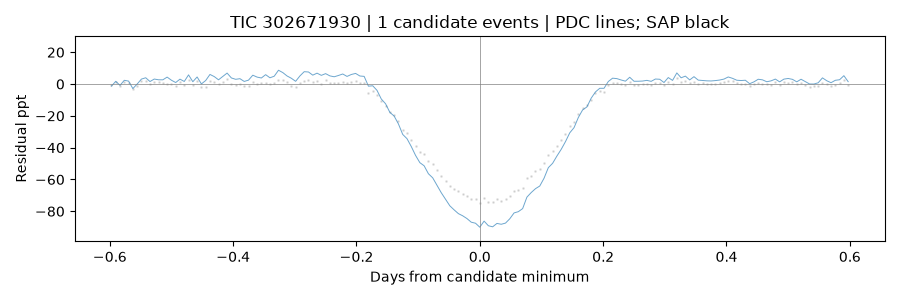 TIC 302671930 | 1 candidate events | PDC lines; SAP black
Residual ppt
20
0
−20
−40
−60
−80
−0.6 −0.4 −0.2 0.0 0.2 0.4 0.6
Days from candidate minimum